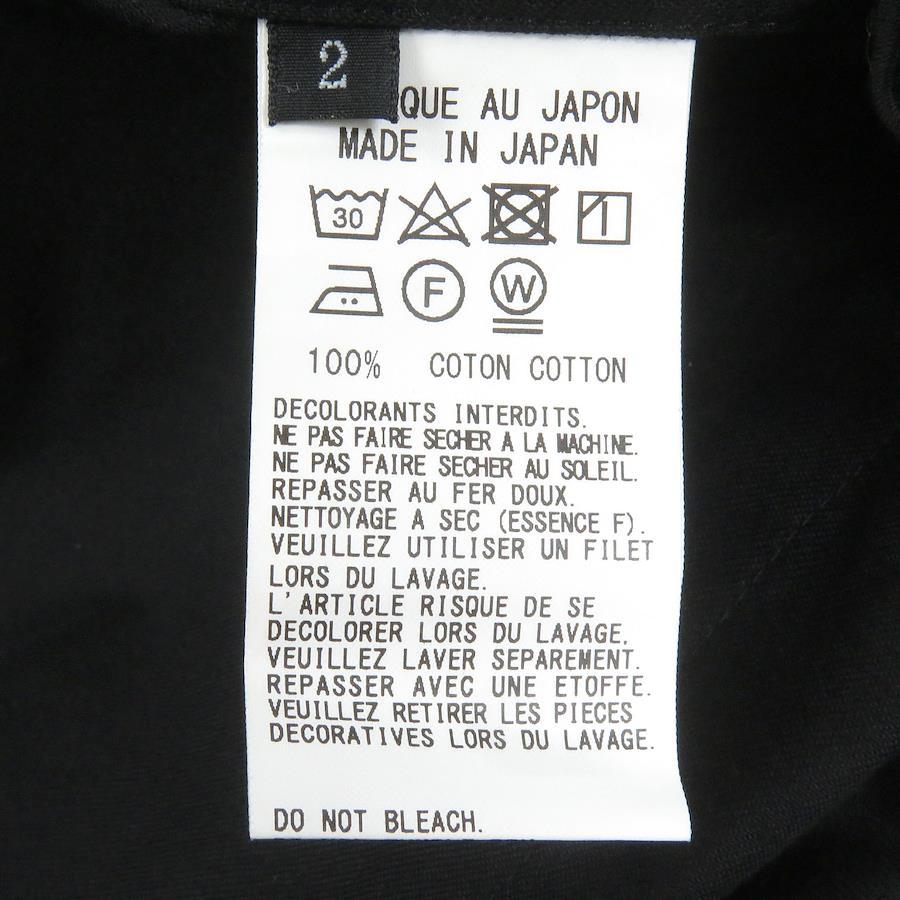 2
AU JAPON
MADE IN JAPAN
30
F
W
100% COTON COTTON
DECOLORANTS INTERDITS.
NE PAS FAIRE SECHER A LA MACHINE.
NE PAS FAIRE SECHER AU SOLEIL.
REPASSER AU FER DOUX.
NETTOYAGE A SEC (ESSENCE F).
VEUILLEZ UTILISER UN FILET
LORS DU LAVAGE.
L'ARTICLE RISQUE DE SE
DECOLORER LORS DU LAVAGE.
VEUILLEZ LAVER SEPAREMENT.
REPASSER AVEC UNE ETOFFE.
VEUILLEZ RETIRER LES PIECES
DECORATIVES LORS DU LAVAGE.
DO NOT BLEACH.